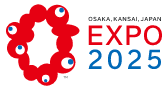 OSAKA, KANSAI, JAPAN
EXPO
2025